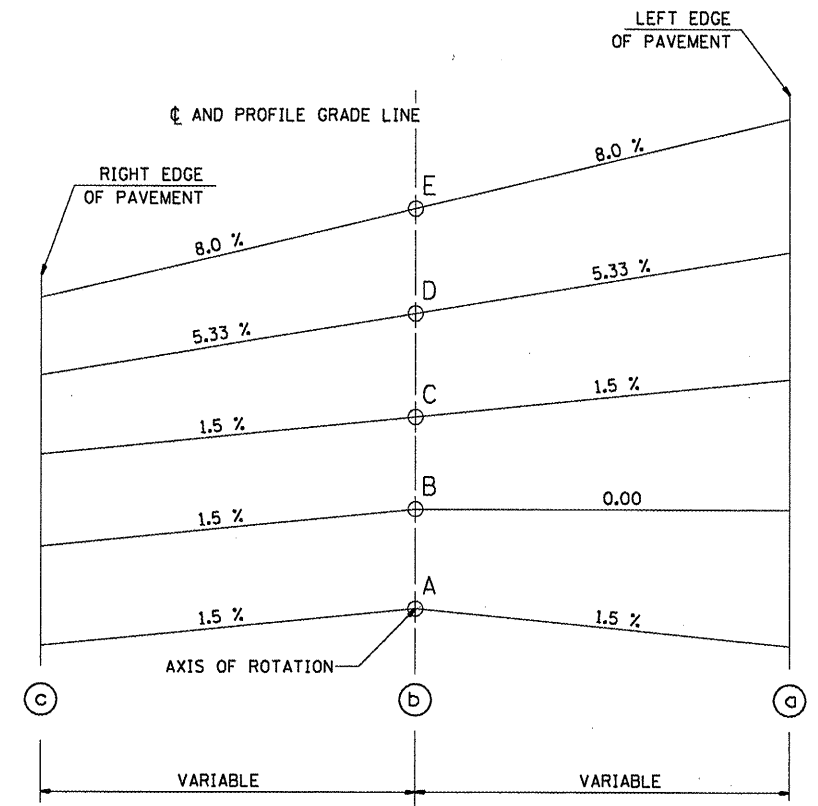 LEFT EDGE
OF PAVEMENT
℄ AND PROFILE GRADE LINE
RIGHT EDGE
OF PAVEMENT
8.0 %
E
8.0 %
5.33 %
D
5.33 %
1.5 %
C
1.5 %
0.00
B
1.5 %
A
1.5 %
1.5 %
AXIS OF ROTATION
c
b
a
VARIABLE
VARIABLE